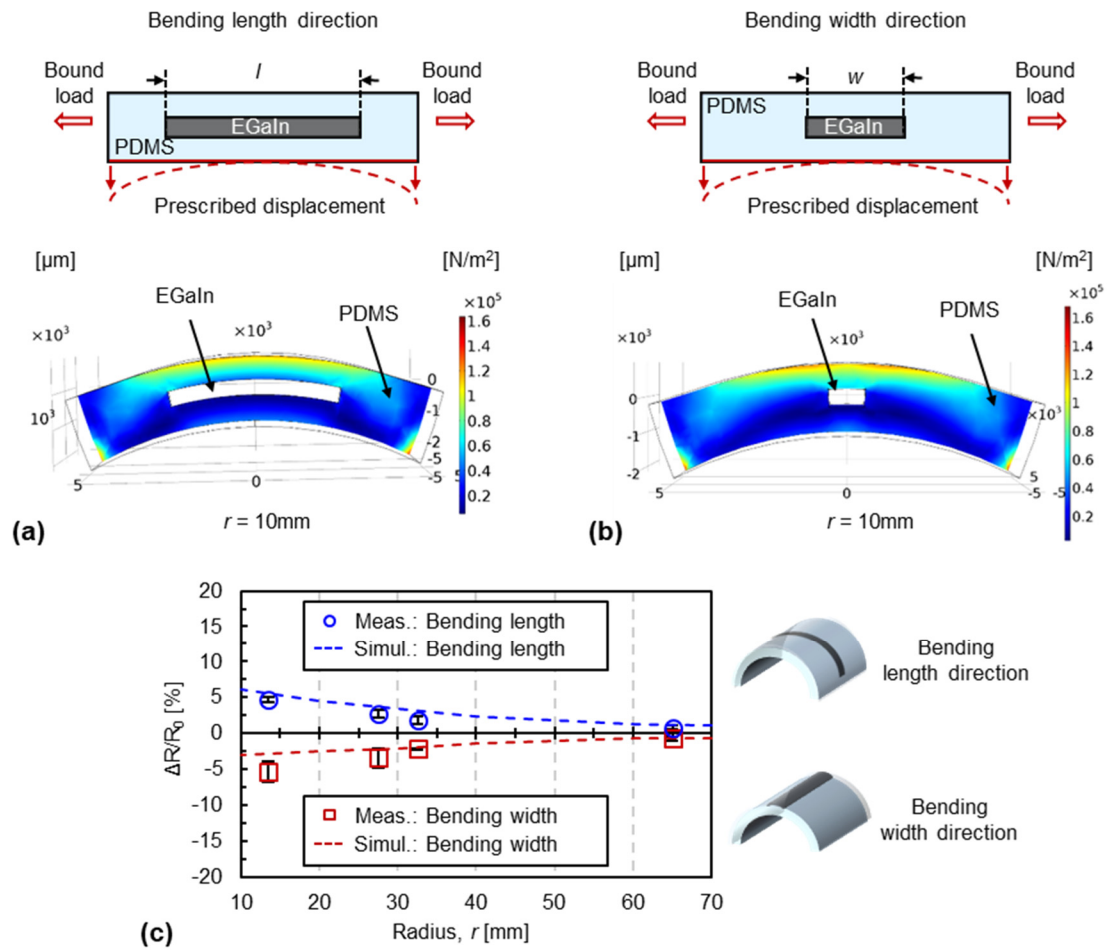 (a)
Bending length direction
Bound load
l
Bound load
EGaIn
PDMS
Prescribed displacement
[µm]
[N/m²]
EGaIn
PDMS
×10³
×10³
×10⁵
1.6
1.4
1.2
1
0.8
0.6
0.4
0.2
10³
0
-1
-2
-5
5
0
-5
5
r = 10mm
(a)
(b)
Bending width direction
Bound load
w
Bound load
PDMS
EGaIn
Prescribed displacement
[µm]
[N/m²]
EGaIn
PDMS
×10³
×10³
×10⁵
1.6
1.4
1.2
1
0.8
0.6
0.4
0.2
0
-1
-2
×10³
5
0
5
-5
-5
r = 10mm
(b)
20
15
10
5
0
-5
-10
-15
-20
ΔR/R₀ [%]
Meas.: Bending length
Simul.: Bending length
Meas.: Bending width
Simul.: Bending width
10
20
30
40
50
60
70
Radius, r [mm]
(c)
Bending
length direction
Bending
width direction